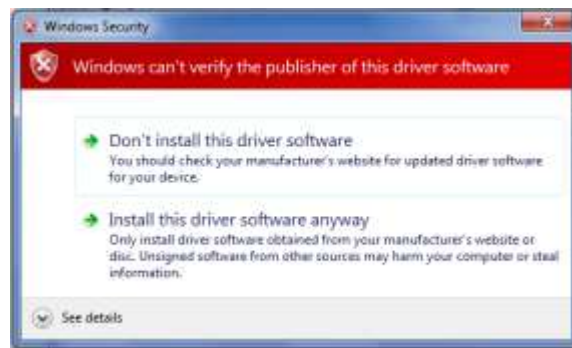 Windows Security
Windows can't verify the publisher of this driver software
Don't install this driver software
You should check your manufacturer's website for updated driver software
for your device.
Install this driver software anyway
Only install driver software obtained from your manufacturer's website or
disc. Unsigned software from other sources may harm your computer or steal
information.
See details